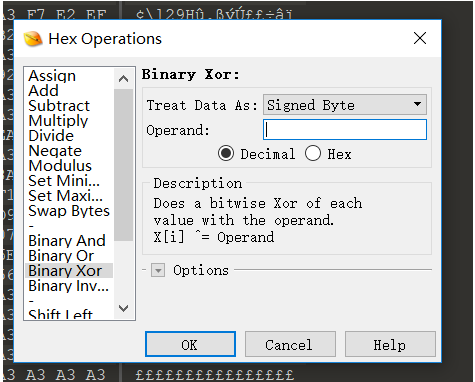 A3 F7 E2 EF
¢\l29Hû.ßýÚ££÷âï
Hex Operations
Assign
Add
Subtract
Multiply
Divide
Negate
Modulus
Set Mini...
Set Maxi...
Swap Bytes
-
Binary And
Binary Or
Binary Xor
Binary Inv...
-
Shift Left
Binary Xor:
Treat Data As: Signed Byte
Operand:
Decimal Hex
Description
Does a bitwise Xor of each
value with the operand.
X[i] ^= Operand
Options
OK Cancel Help
A3 A3 A3 A3 ££££££££££££££££